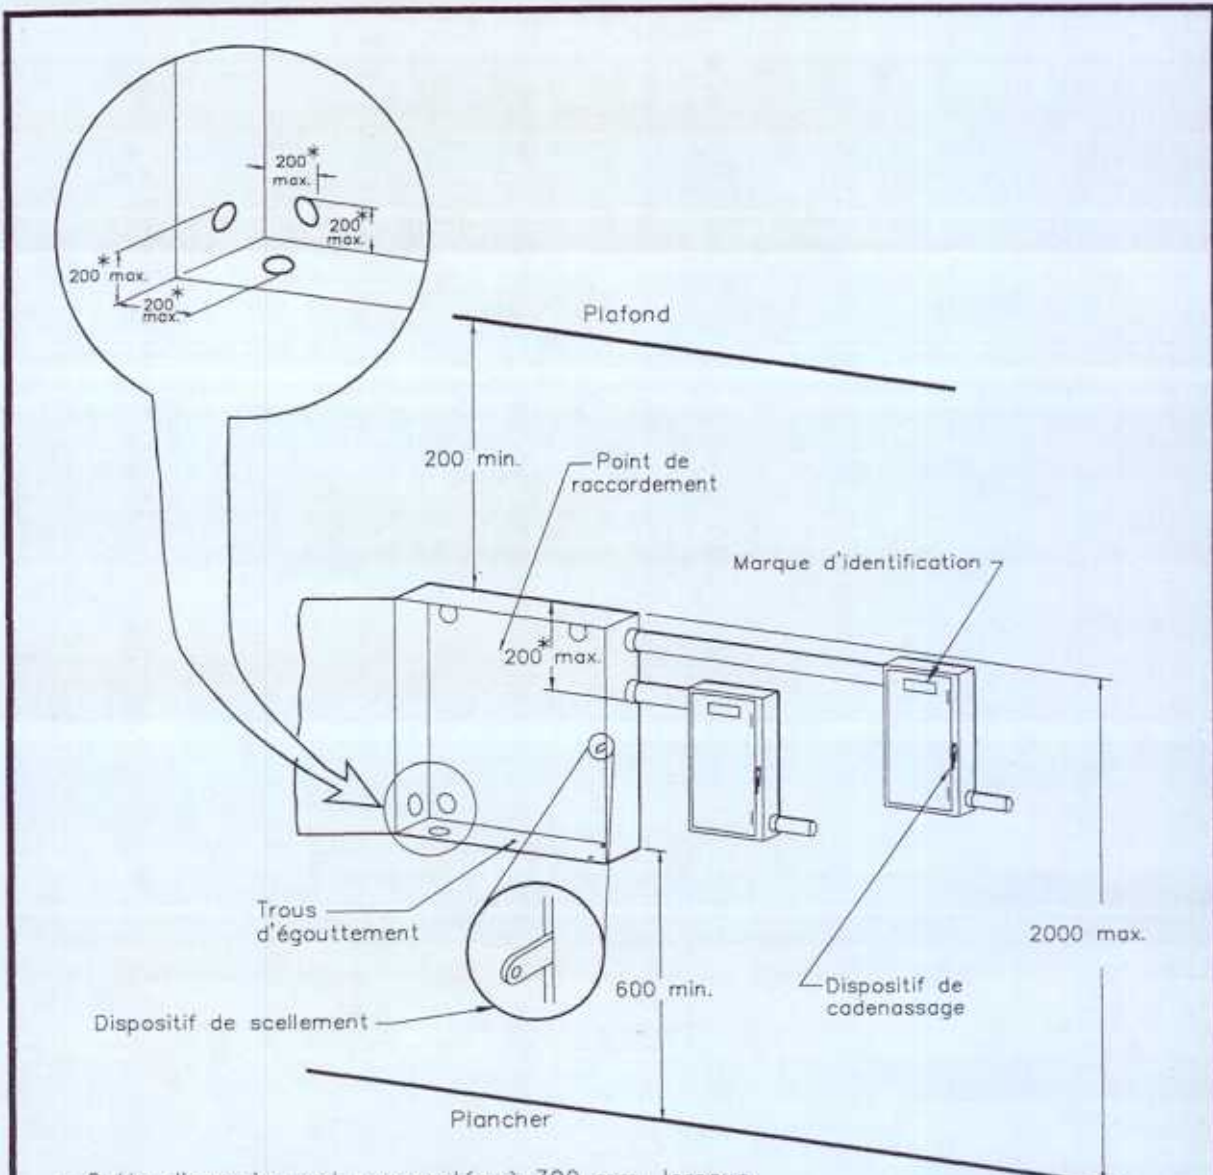 200*
max.
200*
max.
200* max.
200*
max.
Plafond
200 min.
Point de
raccordement
Marque d'identification
200* max.
Trous
d'égouttement
2000 max.
600 min.
Dispositif de
cadenassage
Dispositif de scellement
Plancher